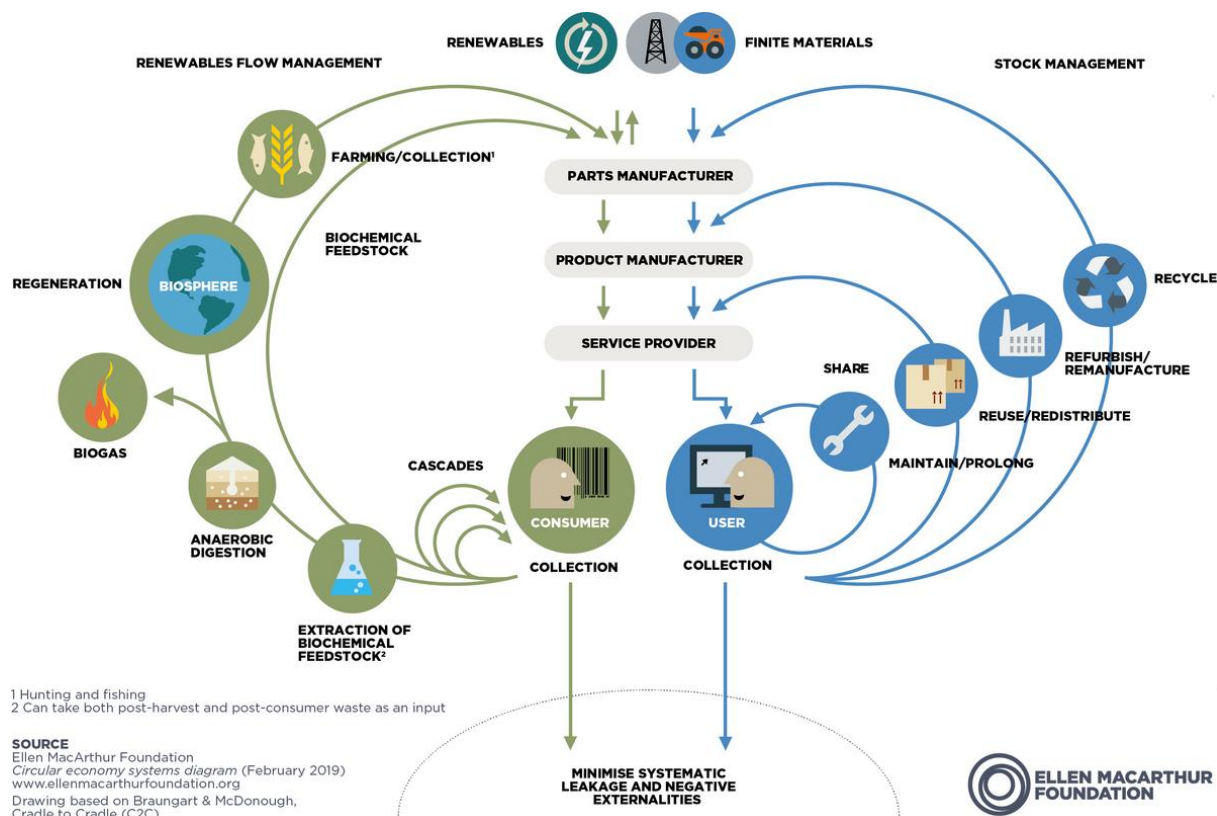 RENEWABLES
FINITE MATERIALS
RENEWABLES FLOW MANAGEMENT
STOCK MANAGEMENT
FARMING/COLLECTION¹
PARTS MANUFACTURER
BIOCHEMICAL
FEEDSTOCK
PRODUCT MANUFACTURER
REGENERATION
BIOSPHERE
RECYCLE
SERVICE PROVIDER
REFURBISH/
REMANUFACTURE
SHARE
REUSE/REDISTRIBUTE
BIOGAS
CASCADES
MAINTAIN/PROLONG
CONSUMER
USER
ANAEROBIC
DIGESTION
COLLECTION
COLLECTION
EXTRACTION OF
BIOCHEMICAL
FEEDSTOCK²
1 Hunting and fishing
2 Can take both post-harvest and post-consumer waste as an input
SOURCE
Ellen MacArthur Foundation
Circular economy systems diagram (February 2019)
www.ellenmacarthurfoundation.org
Drawing based on Braungart & McDonough,
Cradle to Cradle (C2C)
MINIMISE SYSTEMATIC
LEAKAGE AND NEGATIVE
EXTERNALITIES
ELLEN MACARTHUR
FOUNDATION